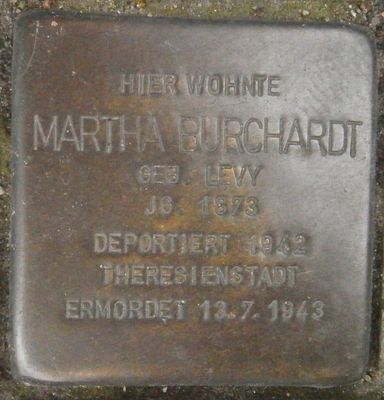 HIER WOHNTE
MARTHA BURCHARDT
GEB. LEVY
JG. 1873
DEPORTIERT 1942
THERESIENSTADT
ERMORDET 13.7.1943